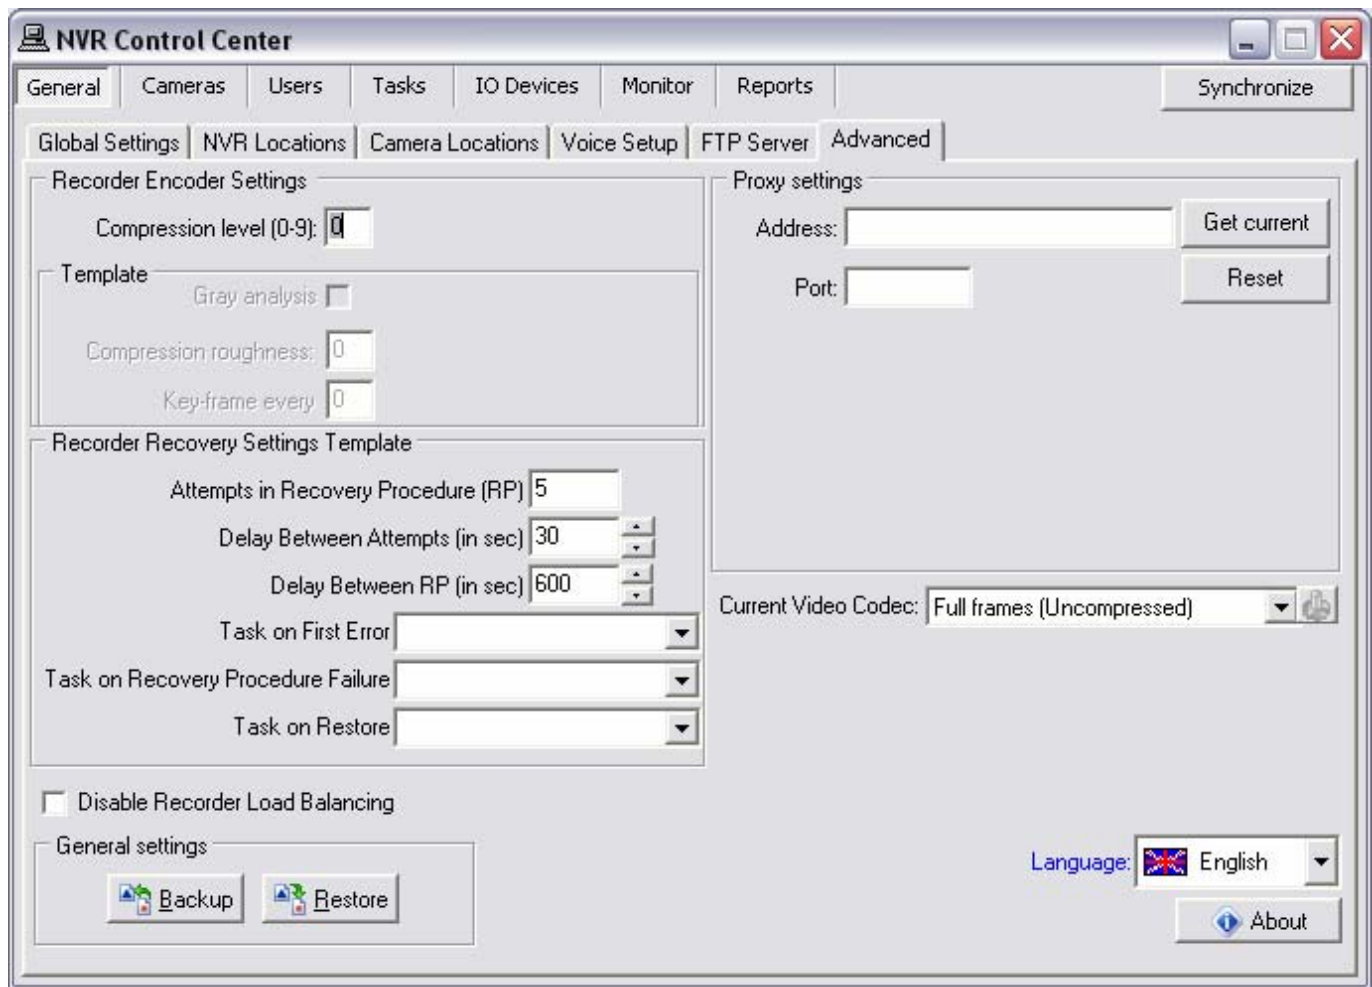 NVR Control Center
General Cameras Users Tasks IO Devices Monitor Reports Synchronize
Global Settings NVR Locations Camera Locations Voice Setup FTP Server Advanced
Recorder Encoder Settings
Compression level (0-9): 0
Template
Gray analysis
Compression roughness: 0
Key-frame every 0
Recorder Recovery Settings Template
Attempts in Recovery Procedure (RP) 5
Delay Between Attempts (in sec) 30
Delay Between RP (in sec) 600
Task on First Error
Task on Recovery Procedure Failure
Task on Restore
Disable Recorder Load Balancing
General settings
Backup Restore
Proxy settings
Address: Get current
Port: Reset
Current Video Codec: Full frames (Uncompressed)
Language: English
About